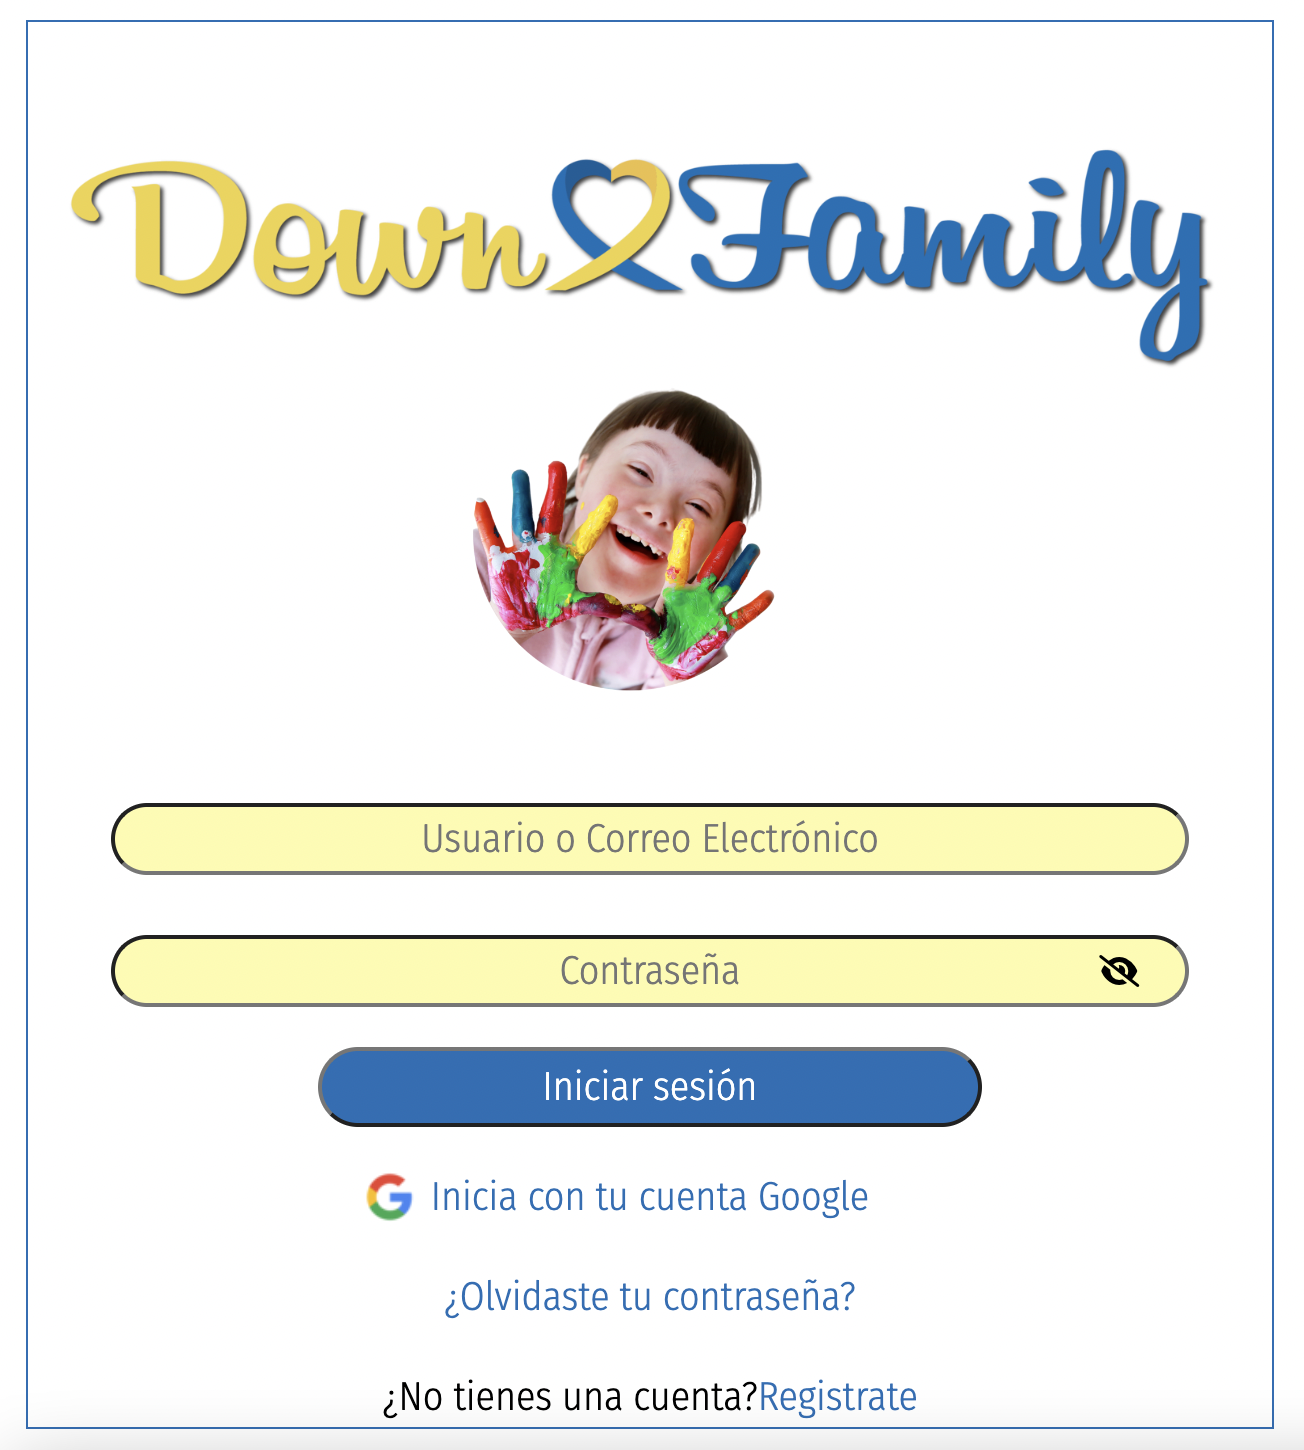 Down Family
Usuario o Correo Electrónico
Contraseña
Iniciar sesión
Inicia con tu cuenta Google
¿Olvidaste tu contraseña?
¿No tienes una cuenta?Registrate